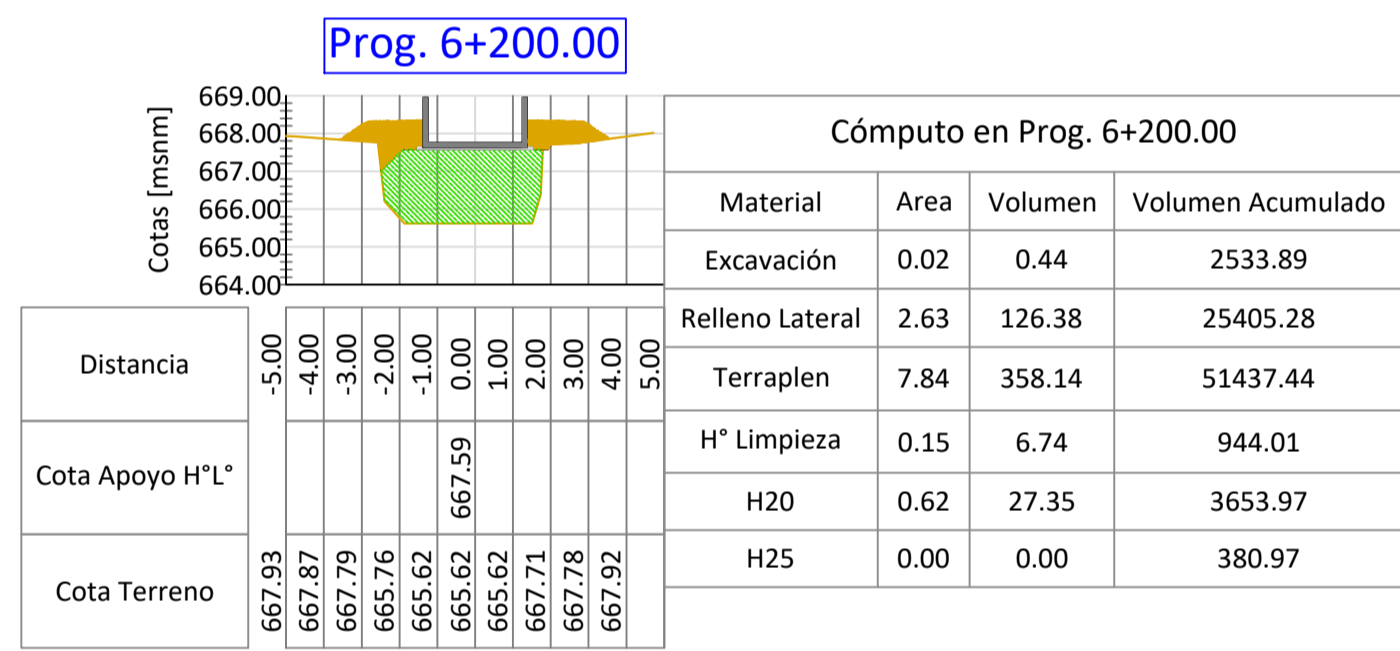 Prog. 6+200.00
Cotas [msnm]
669.00
668.00
667.00
666.00
665.00
664.00
Distancia -5.00 -4.00 -3.00 -2.00 -1.00 0.00 1.00 2.00 3.00 4.00 5.00
Cota Apoyo H°L° 667.59
Cota Terreno 667.93 667.87 667.79 665.76 665.62 665.62 665.62 667.71 667.78 667.92
Cómputo en Prog. 6+200.00
Material Area Volumen Volumen Acumulado
Excavación 0.02 0.44 2533.89
Relleno Lateral 2.63 126.38 25405.28
Terraplen 7.84 358.14 51437.44
H° Limpieza 0.15 6.74 944.01
H20 0.62 27.35 3653.97
H25 0.00 0.00 380.97